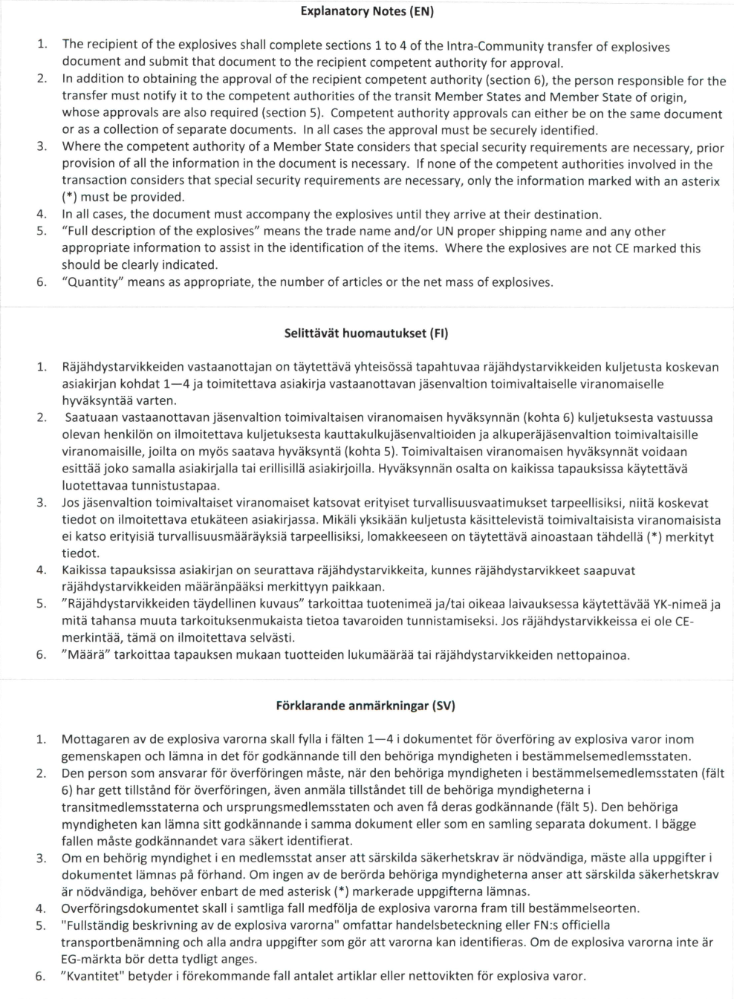 Explanatory Notes (EN)
1. The recipient of the explosives shall complete sections 1 to 4 of the Intra-Community transfer of explosives
document and submit that document to the recipient competent authority for approval.
2. In addition to obtaining the approval of the recipient competent authority (section 6), the person responsible for the
transfer must notify it to the competent authorities of the transit Member States and Member State of origin,
whose approvals are also required (section 5). Competent authority approvals can either be on the same document
or as a collection of separate documents. In all cases the approval must be securely identified.
3. Where the competent authority of a Member State considers that special security requirements are necessary, prior
provision of all the information in the document is necessary. If none of the competent authorities involved in the
transaction considers that special security requirements are necessary, only the information marked with an asterix
(*) must be provided.
4. In all cases, the document must accompany the explosives until they arrive at their destination.
5. “Full description of the explosives” means the trade name and/or UN proper shipping name and any other
appropriate information to assist in the identification of the items. Where the explosives are not CE marked this
should be clearly indicated.
6. “Quantity” means as appropriate, the number of articles or the net mass of explosives.
Selittävät huomautukset (FI)
1. Räjähdystarvikkeiden vastaanottajan on täytettävä yhteisössä tapahtuvaa räjähdystarvikkeiden kuljetusta koskevan
asiakirjan kohdat 1—4 ja toimitettava asiakirja vastaanottavan jäsenvaltion toimivaltaiselle viranomaiselle
hyväksyntää varten.
2. Saatuaan vastaanottavan jäsenvaltion toimivaltaisen viranomaisen hyväksynnän (kohta 6) kuljetuksesta vastuussa
olevan henkilön on ilmoitettava kuljetuksesta kauttakulkujäsenvaltioiden ja alkuperäjäsenvaltion toimivaltaisille
viranomaisille, joilta on myös saatava hyväksyntä (kohta 5). Toimivaltaisen viranomaisen hyväksynnät voidaan
esittää joko samalla asiakirjalla tai erillisillä asiakirjoilla. Hyväksynnän osalta on kaikissa tapauksissa käytettävä
luotettavaa tunnistustapaa.
3. Jos jäsenvaltion toimivaltaiset viranomaiset katsovat erityiset turvallisuusvaatimukset tarpeellisiksi, niitä koskevat
tiedot on ilmoitettava etukäteen asiakirjassa. Mikäli yksikään kuljetusta käsittelevistä toimivaltaisista viranomaisista
ei katso erityisiä turvallisuusmääräyksiä tarpeellisiksi, lomakkeeseen on täytettävä ainoastaan tähdellä (*) merkityt
tiedot.
4. Kaikissa tapauksissa asiakirjan on seurattava räjähdystarvikkeita, kunnes räjähdystarvikkeet saapuvat
räjähdystarvikkeiden määränpääksi merkittyyn paikkaan.
5. ”Räjähdystarvikkeiden täydellinen kuvaus” tarkoittaa tuotenimeä ja/tai oikeaa laivauksessa käytettävää YK-nimeä ja
mitä tahansa muuta tarkoituksenmukaista tietoa tavaroiden tunnistamiseksi. Jos räjähdystarvikkeissa ei ole CE-
merkintää, tämä on ilmoitettava selvästi.
6. ”Määrä” tarkoittaa tapauksen mukaan tuotteiden lukumäärää tai räjähdystarvikkeiden nettopainoa.
Förklarande anmärkningar (SV)
1. Mottagaren av de explosiva varorna skall fylla i fälten 1—4 i dokumentet för överföring av explosiva varor inom
gemenskapen och lämna in det för godkännande till den behöriga myndigheten i bestämmelsemedlemsstaten.
2. Den person som ansvarar för överföringen måste, när den behöriga myndigheten i bestämmelsemedlemsstaten (fält
6) har gett tillstånd för överföringen, även anmäla tillståndet till de behöriga myndigheterna i
transitmedlemsstaterna och ursprungsmedlemsstaten och aven få deras godkännande (fält 5). Den behöriga
myndigheten kan lämna sitt godkännande i samma dokument eller som en samling separata dokument. I bägge
fallen måste godkännandet vara säkert identifierat.
3. Om en behörig myndighet i en medlemsstat anser att särskilda säkerhetskrav är nödvändiga, mäste alla uppgifter i
dokumentet lämnas på förhand. Om ingen av de berörda behöriga myndigheterna anser att särskilda säkerhetskrav
är nödvändiga, behöver enbart de med asterisk (*) markerade uppgifterna lämnas.
4. Overföringsdokumentet skall i samtliga fall medfölja de explosiva varorna fram till bestämmelseorten.
5. "Fullständig beskrivning av de explosiva varorna" omfattar handelsbeteckning eller FN:s officiella
transportbenämning och alla andra uppgifter som gör att varorna kan identifieras. Om de explosiva varorna inte är
EG-märkta bör detta tydligt anges.
6. ”Kvantitet" betyder i förekommande fall antalet artiklar eller nettovikten för explosiva varor.